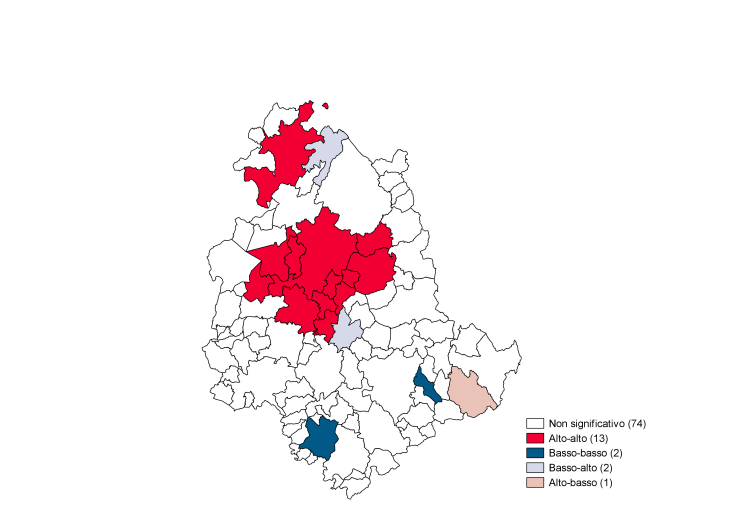 Non significativo (74)
Alto-alto (13)
Basso-basso (2)
Basso-alto (2)
Alto-basso (1)